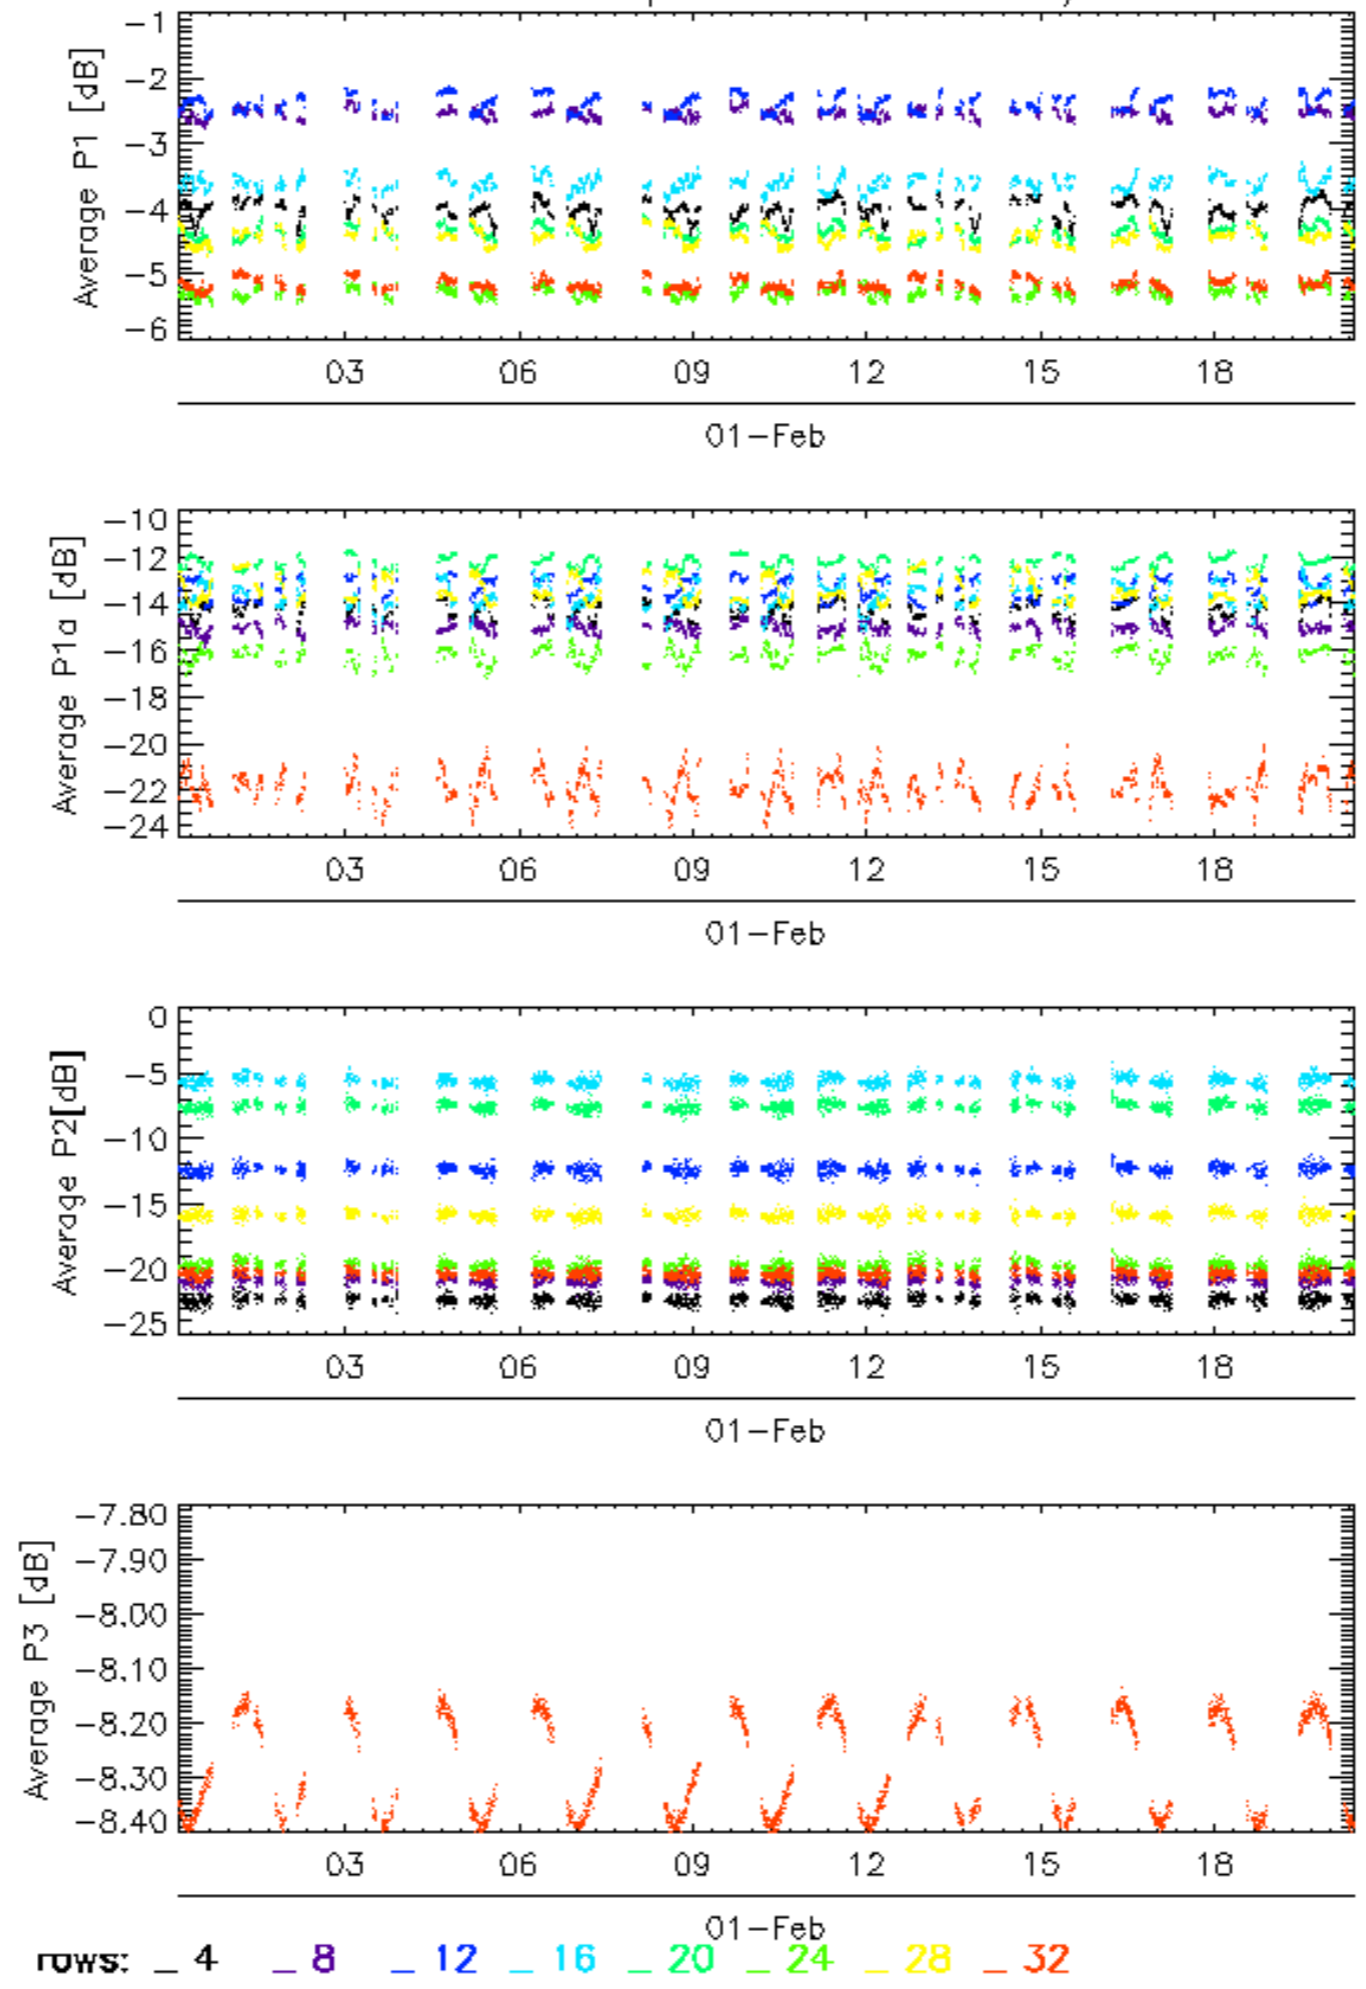 Average P1 [dB]
-1
-2
-3
-4
-5
-6
03 06 09 12 15 18
01-Feb
Average P1a [dB]
-10
-12
-14
-16
-18
-20
-22
-24
03 06 09 12 15 18
01-Feb
Average P2[dB]
0
-5
-10
-15
-20
-25
03 06 09 12 15 18
01-Feb
Average P3 [dB]
-7.80
-7.90
-8.00
-8.10
-8.20
-8.30
-8.40
03 06 09 12 15 18
01-Feb
rows: _ 4 _ 8 _ 12 _ 16 _ 20 _ 24 _ 28 _ 32